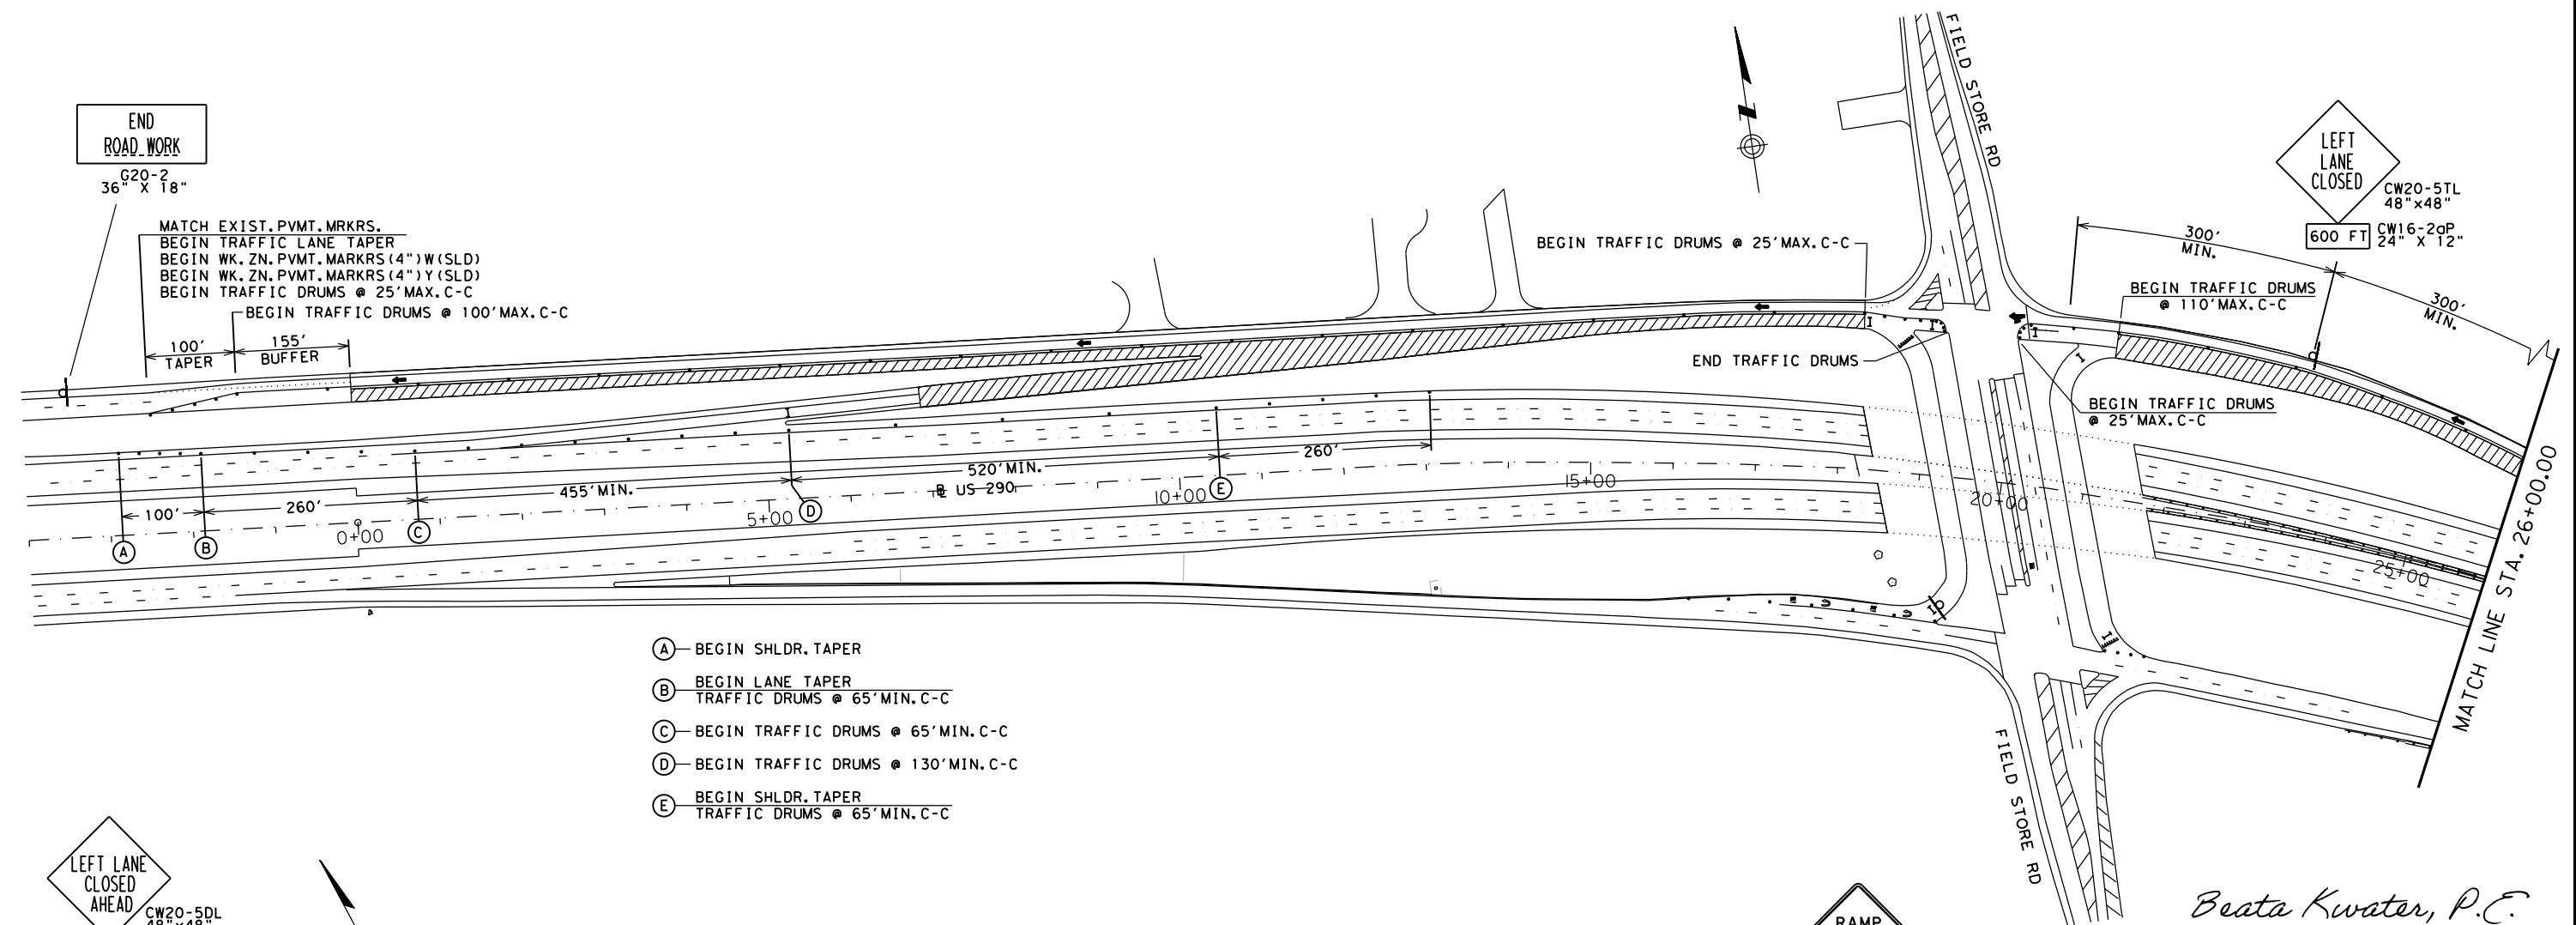 END
ROAD WORK
G20-2
36" X 18"
MATCH EXIST. PVMT. MRKRS.
BEGIN TRAFFIC LANE TAPER
BEGIN WK. ZN. PVMT. MARKRS (4") W (SLD)
BEGIN WK. ZN. PVMT. MARKRS (4") Y (SLD)
BEGIN TRAFFIC DRUMS @ 25' MAX. C-C
BEGIN TRAFFIC DRUMS @ 100' MAX. C-C
100'
TAPER
155'
BUFFER
BEGIN TRAFFIC DRUMS @ 25' MAX. C-C
END TRAFFIC DRUMS
FIELD STORE RD
LEFT
LANE
CLOSED
CW20-5TL
48"x48"
600 FT
CW16-2aP
24" X 12"
300'
MIN.
300'
MIN.
BEGIN TRAFFIC DRUMS
@ 110' MAX. C-C
BEGIN TRAFFIC DRUMS
@ 25' MAX. C-C
100'
260'
455' MIN.
520' MIN.
260'
US 290
0+00
5+00
10+00
15+00
20+00
25+00
A
B
C
D
E
MATCH LINE STA. 26+00.00
A BEGIN SHLDR. TAPER
B BEGIN LANE TAPER
TRAFFIC DRUMS @ 65' MIN. C-C
C BEGIN TRAFFIC DRUMS @ 65' MIN. C-C
D BEGIN TRAFFIC DRUMS @ 130' MIN. C-C
E BEGIN SHLDR. TAPER
TRAFFIC DRUMS @ 65' MIN. C-C
FIELD STORE RD
LEFT LANE
CLOSED
AHEAD
CW20-5DL
48"x48"
RAMP
Beata Kwater, P.E.